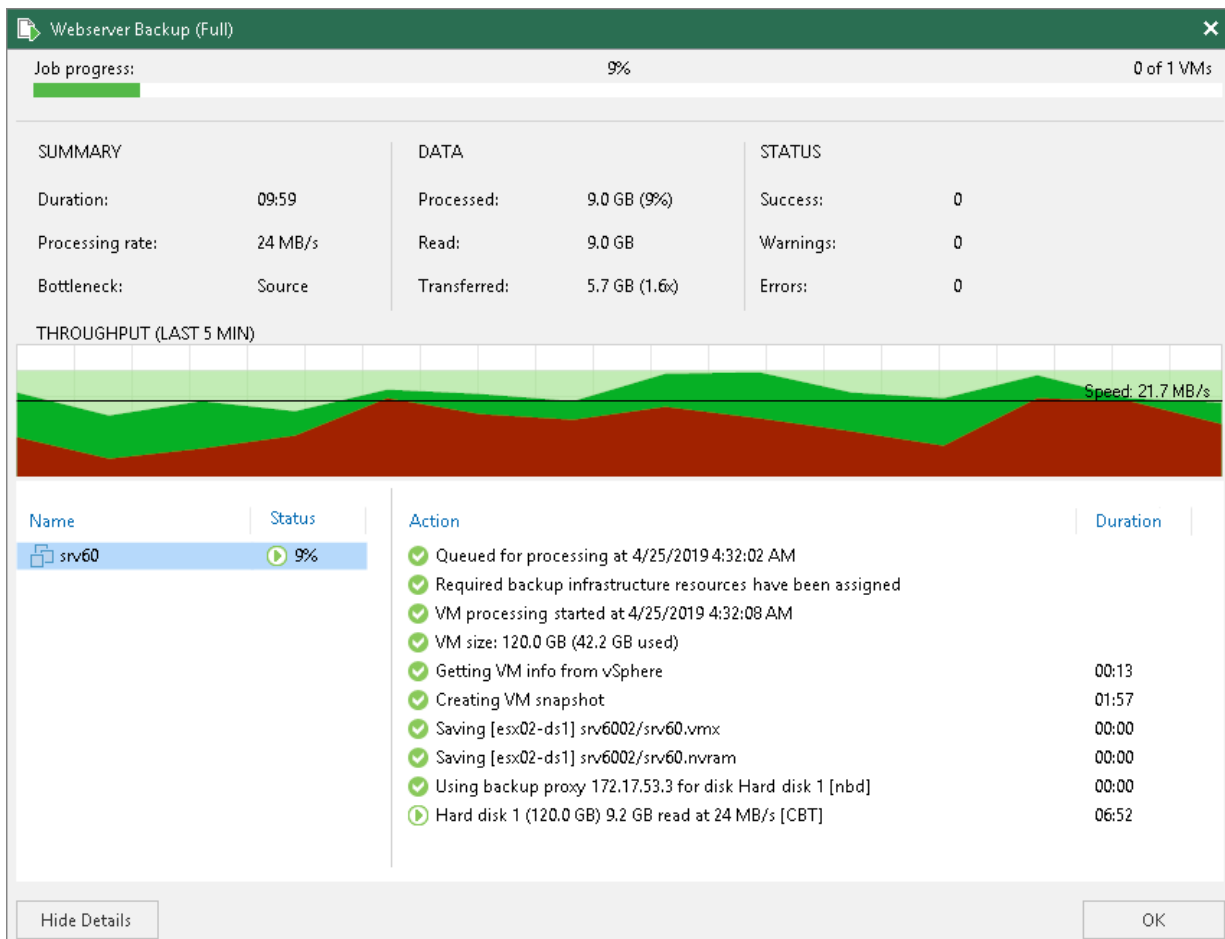 Webserver Backup (Full)
Job progress: 9% 0 of 1 VMs
SUMMARY DATA STATUS
Duration: 09:59 Processed: 9.0 GB (9%) Success: 0
Processing rate: 24 MB/s Read: 9.0 GB Warnings: 0
Bottleneck: Source Transferred: 5.7 GB (1.6x) Errors: 0
THROUGHPUT (LAST 5 MIN)
Speed: 21.7 MB/s
Name Status Action Duration
srv60 9% Queued for processing at 4/25/2019 4:32:02 AM
Required backup infrastructure resources have been assigned
VM processing started at 4/25/2019 4:32:08 AM
VM size: 120.0 GB (42.2 GB used)
Getting VM info from vSphere 00:13
Creating VM snapshot 01:57
Saving [esx02-ds1] srv6002/srv60.vmx 00:00
Saving [esx02-ds1] srv6002/srv60.nvram 00:00
Using backup proxy 172.17.53.3 for disk Hard disk 1 [nbd] 00:00
Hard disk 1 (120.0 GB) 9.2 GB read at 24 MB/s [CBT] 06:52
Hide Details OK